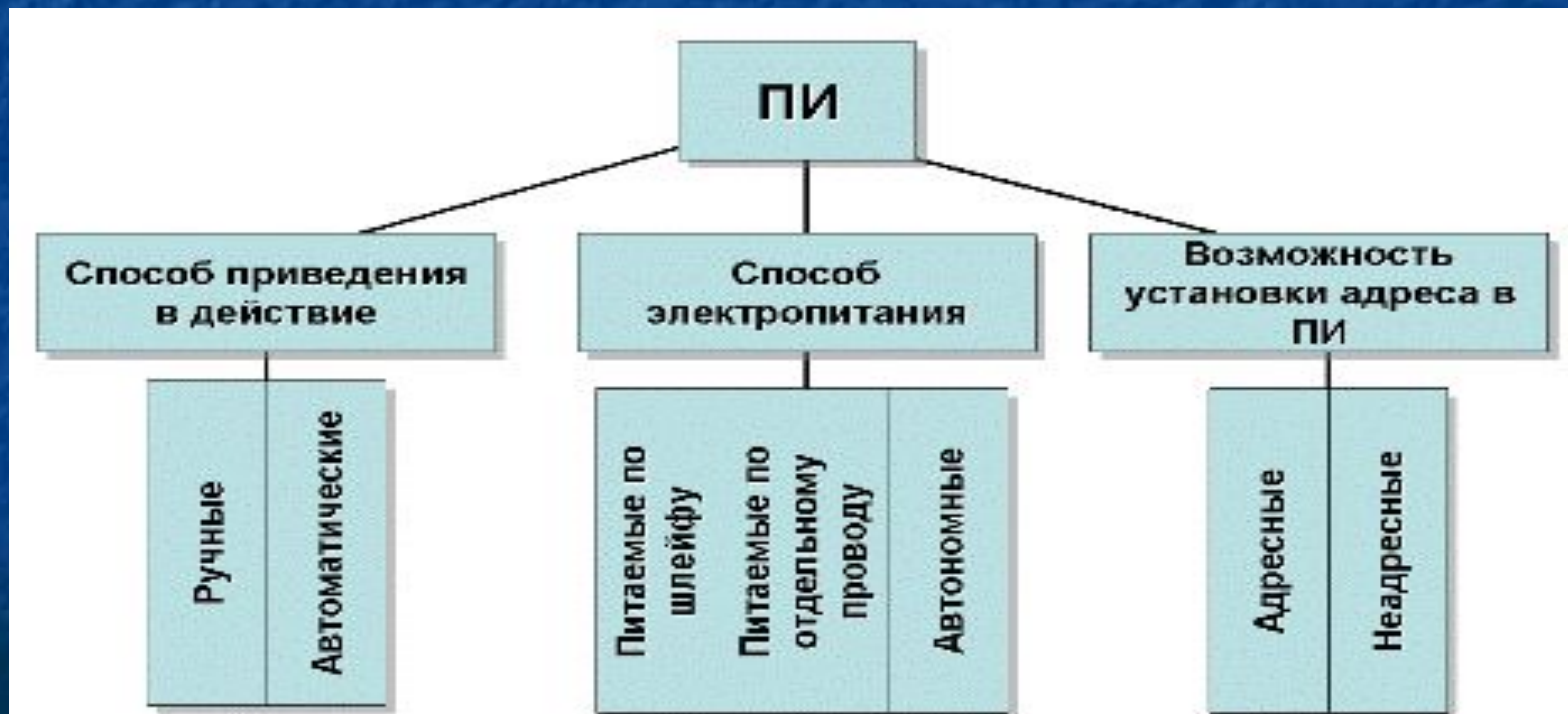 ПИ
Способ приведения
в действие
Способ
электропитания
Возможность
установки адреса в
ПИ
Ручные
Автоматические
Питаемые по
шлейфу
Питаемые по
отдельному
проводу
Автономные
Адресные
Неадресные